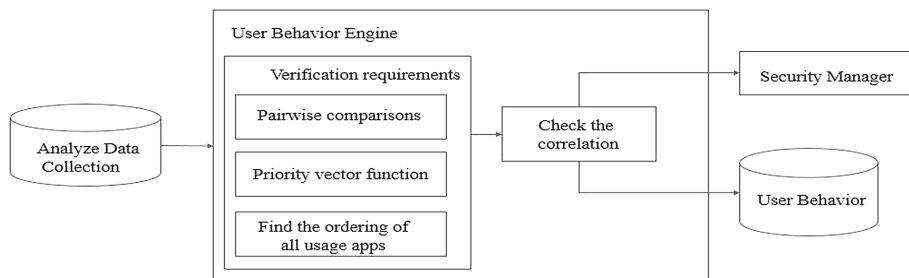 User Behavior Engine
Verification requirements
Pairwise comparisons
Priority vector function
Find the ordering of
all usage apps
Analyze Data
Collection
Check the
correlation
Security Manager
User Behavior